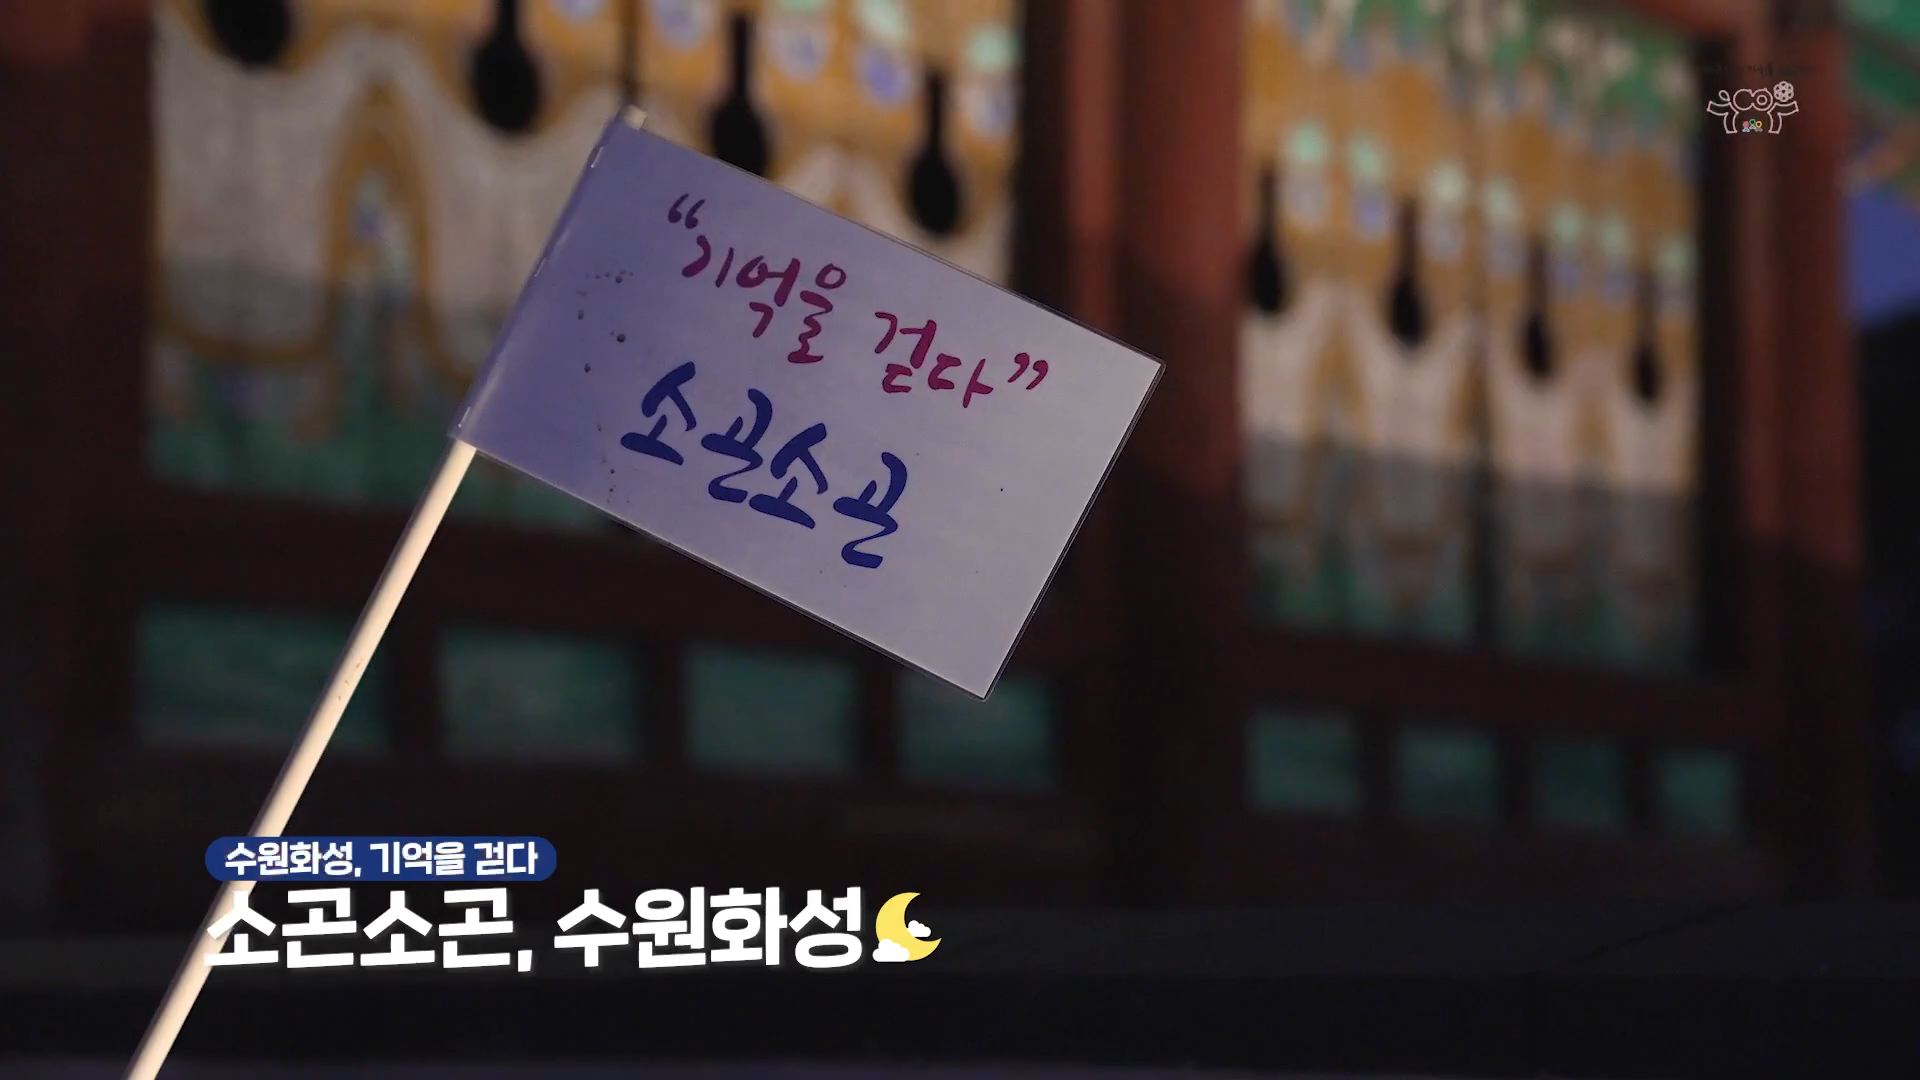 “기억을 걷다”
소곤소곤
수원화성, 기억을 걷다
소곤소곤, 수원화성